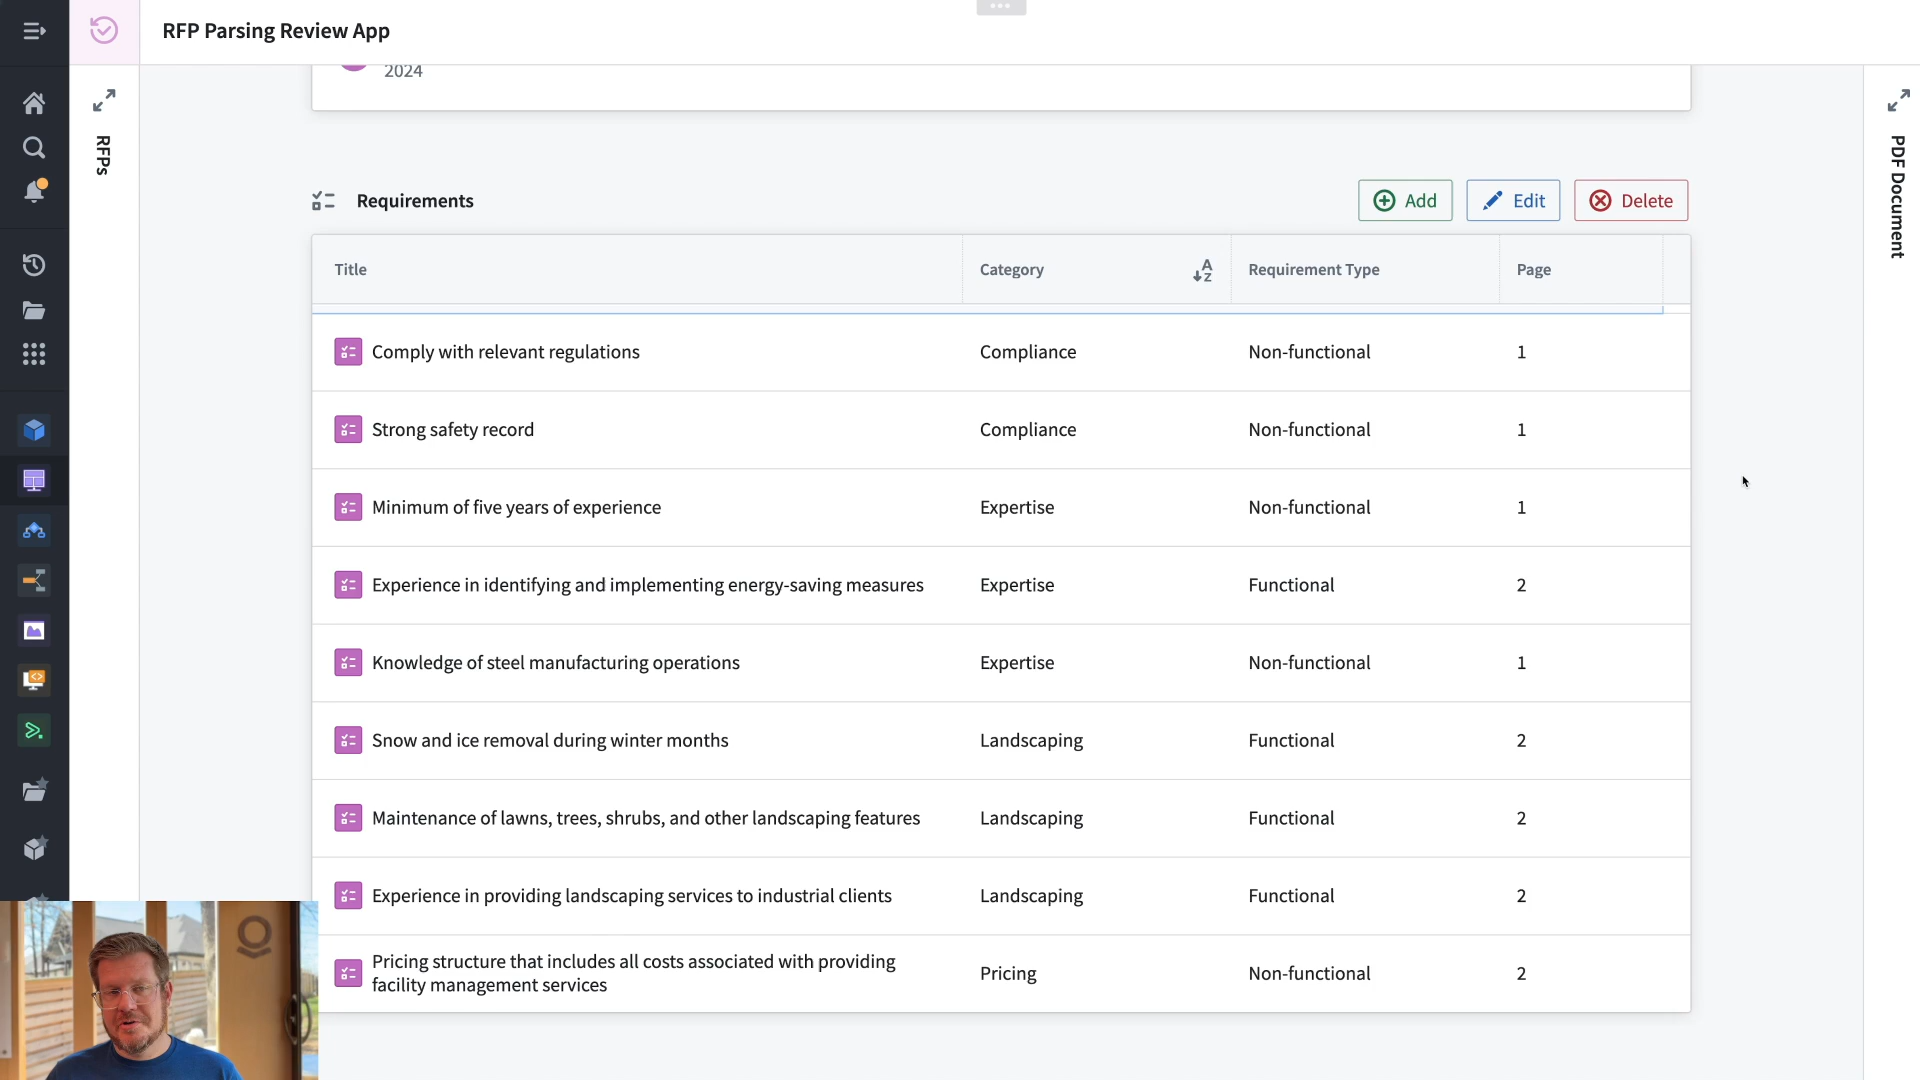 RFP Parsing Review App
2024
RFPs
PDF Document
Requirements
Add
Edit
Delete
Title Category Requirement Type Page
Comply with relevant regulations Compliance Non-functional 1
Strong safety record Compliance Non-functional 1
Minimum of five years of experience Expertise Non-functional 1
Experience in identifying and implementing energy-saving measures Expertise Functional 2
Knowledge of steel manufacturing operations Expertise Non-functional 1
Snow and ice removal during winter months Landscaping Functional 2
Maintenance of lawns, trees, shrubs, and other landscaping features Landscaping Functional 2
Experience in providing landscaping services to industrial clients Landscaping Functional 2
Pricing structure that includes all costs associated with providing
facility management services Pricing Non-functional 2